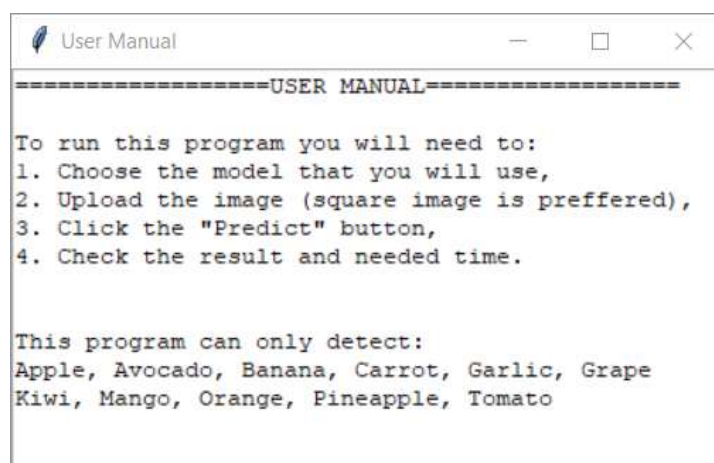 User Manual
==================USER MANUAL==================
To run this program you will need to:
1. Choose the model that you will use,
2. Upload the image (square image is preffered),
3. Click the "Predict" button,
4. Check the result and needed time.
This program can only detect:
Apple, Avocado, Banana, Carrot, Garlic, Grape
Kiwi, Mango, Orange, Pineapple, Tomato